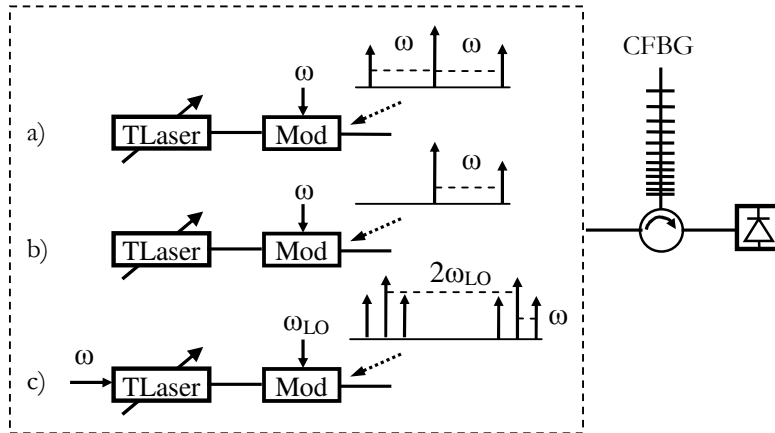 ω ω
CFBG
ω
a) TLaser Mod
ω
ω
b) TLaser Mod
2ωLO
ω
ωLO
ω
c) TLaser Mod